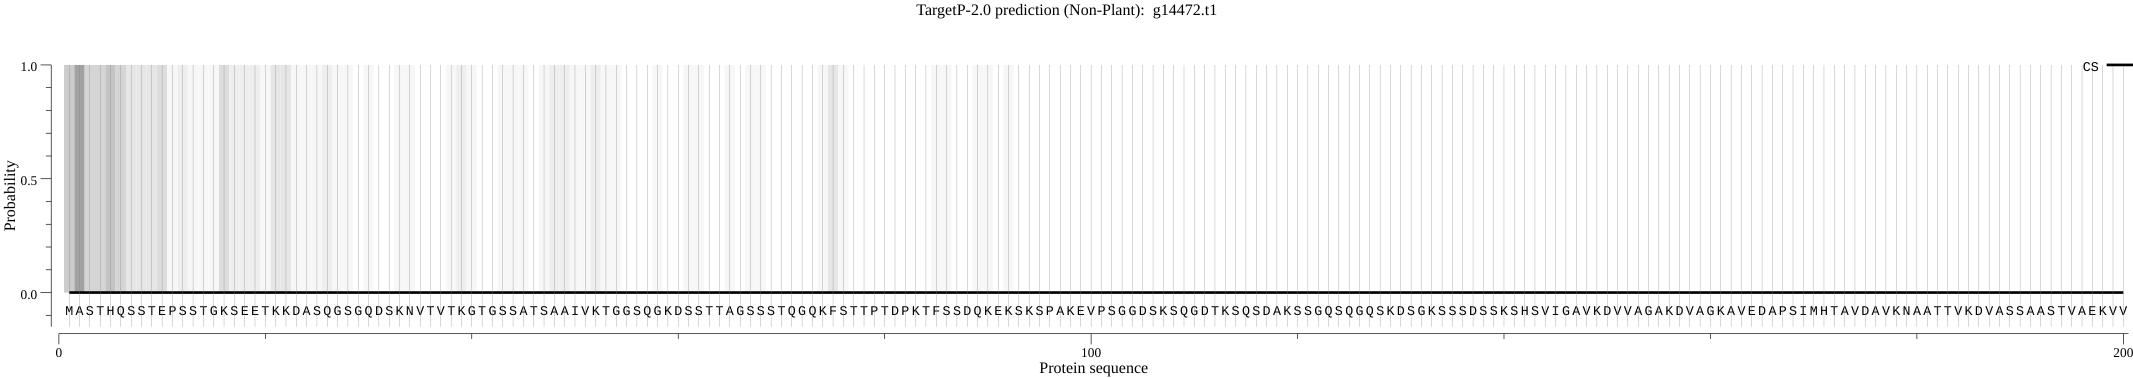 TargetP-2.0 prediction (Non-Plant): g14472.t1
1.0
CS
0.5
Probability
0.0
MASTHQSSTEPSSTGKSEETKKDASQGSGQDSKNVTVTKGTGSSATSAAIVKTGGSQGKDSSTTAGSSSTQGQKFSTTPTDPKTFSSDQKEKSKSPAKEVPSGGDSKSQGDTKSQSDAKSSGQSQGQSKDSGKSSSDSSKSHSVIGAVKDVVAGAKDVAGKAVEDAPSIMHTAVDAVKNAATTVKDVASSAASTVAEKVV
0 100 200
Protein sequence